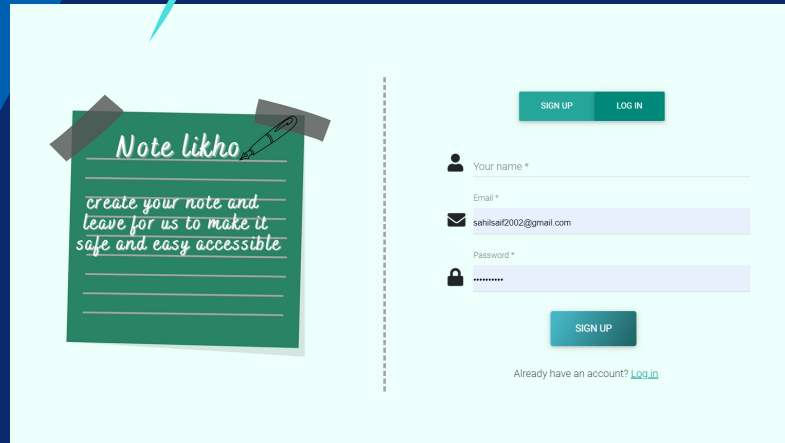 Note likho
create your note and
leave for us to make it
safe and easy accessible
SIGN UP LOG IN
Your name *
Email *
sahilsaif2002@gmail.com
Password *
••••••••••
SIGN UP
Already have an account? Log in